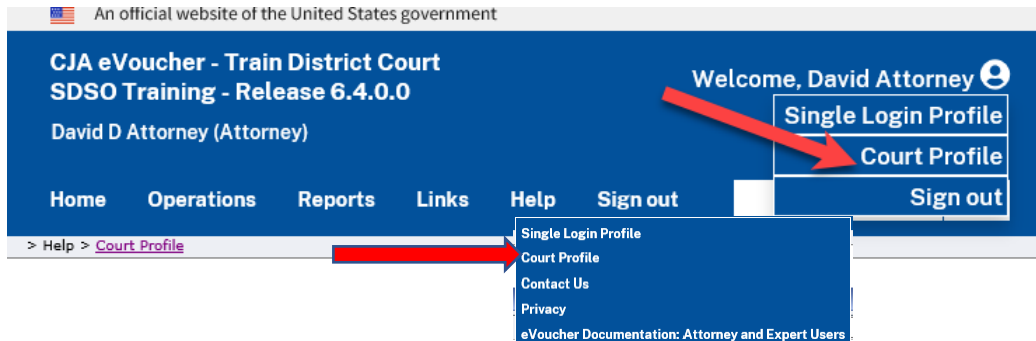 An official website of the United States government
CJA eVoucher - Train District Court
SDSO Training - Release 6.4.0.0
David D Attorney (Attorney)
Welcome, David Attorney
Single Login Profile
Court Profile
Sign out
Home Operations Reports Links Help Sign out
> Help > Court Profile
Single Login Profile
Court Profile
Contact Us
Privacy
eVoucher Documentation: Attorney and Expert Users